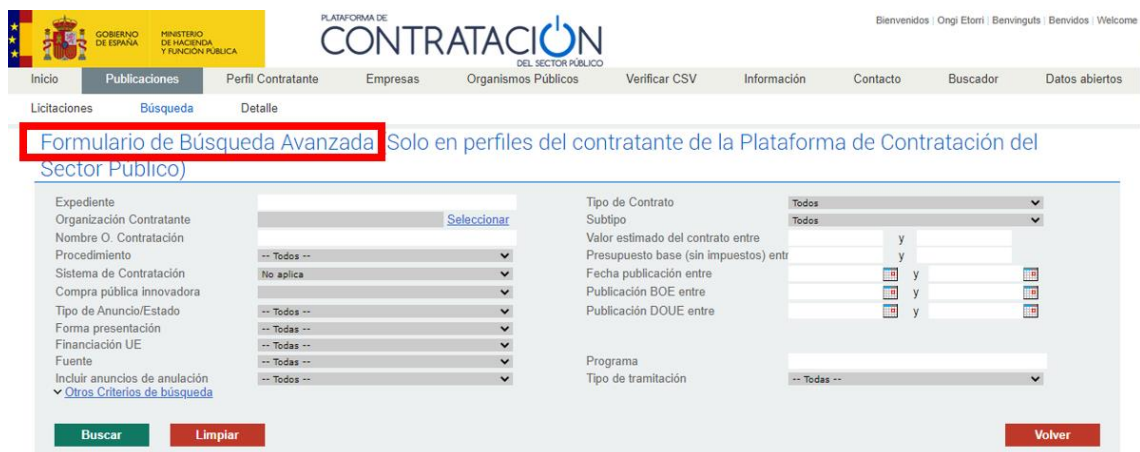 GOBIERNO
DE ESPAÑA
MINISTERIO
DE HACIENDA
Y FUNCIÓN PÚBLICA
PLATAFORMA DE
CONTRATACIÓN
DEL SECTOR PÚBLICO
Bienvenidos | Ongi Etorri | Benvinguts | Benvidos | Welcome
Inicio Publicaciones Perfil Contratante Empresas Organismos Públicos Verificar CSV Información Contacto Buscador Datos abiertos
Licitaciones Búsqueda Detalle
Formulario de Búsqueda Avanzada (Solo en perfiles del contratante de la Plataforma de Contratación del
Sector Público)
Expediente Tipo de Contrato Todos
Organización Contratante Seleccionar Subtipo Todos
Nombre O. Contratación Valor estimado del contrato entre y
Procedimiento -- Todos -- Presupuesto base (sin impuestos) entr y
Sistema de Contratación No aplica Fecha publicación entre y
Compra pública innovadora Publicación BOE entre y
Tipo de Anuncio/Estado -- Todos -- Publicación DOUE entre y
Forma presentación -- Todas --
Financiación UE -- Todas --
Fuente -- Todas -- Programa
Incluir anuncios de anulación -- Todos -- Tipo de tramitación -- Todas --
Otros Criterios de búsqueda
Buscar Limpiar Volver